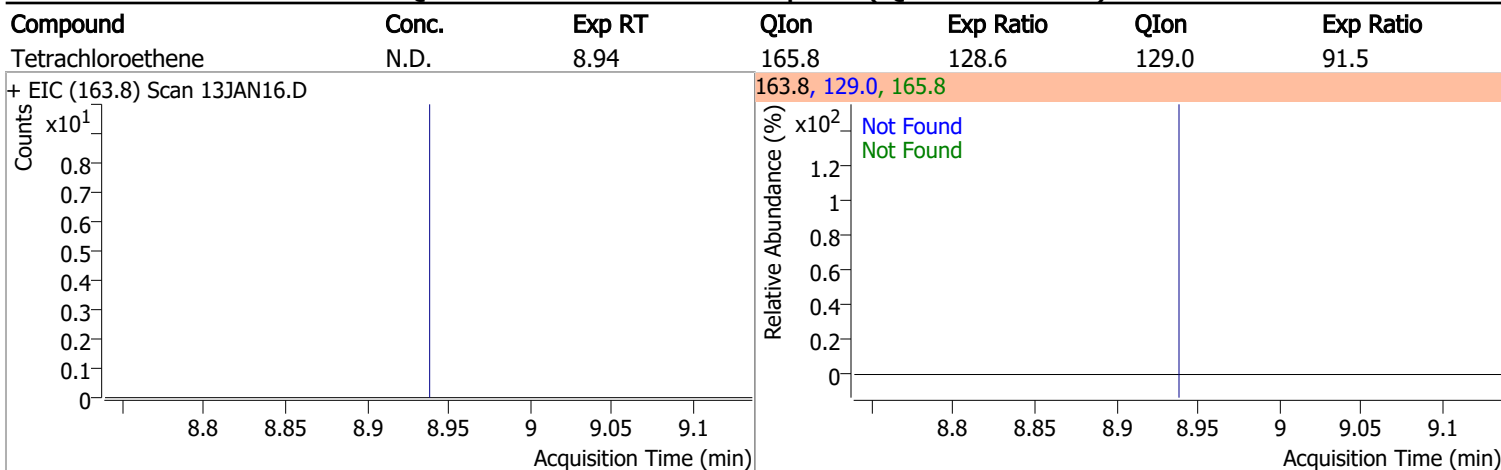 Compound Conc. Exp RT QIon Exp Ratio QIon Exp Ratio
Tetrachloroethene N.D. 8.94 165.8 128.6 129.0 91.5
+ EIC (163.8) Scan 13JAN16.D
Counts
x10¹
0.8
0.7
0.6
0.5
0.4
0.3
0.2
0.1
0
8.8 8.85 8.9 8.95 9 9.05 9.1
Acquisition Time (min)
163.8, 129.0, 165.8
Relative Abundance (%)
x10²
Not Found
Not Found
1.2
1
0.8
0.6
0.4
0.2
0
8.8 8.85 8.9 8.95 9 9.05 9.1
Acquisition Time (min)